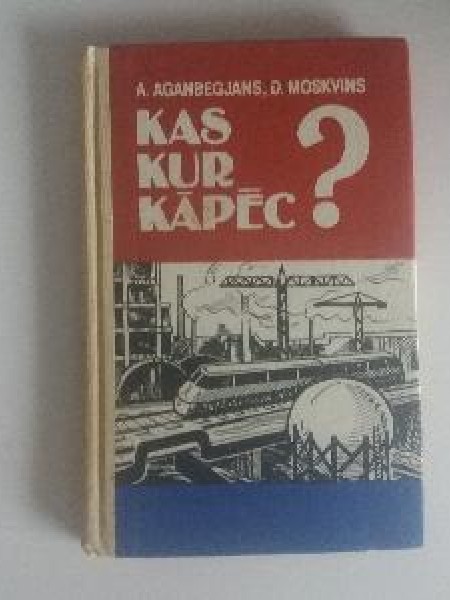 A. AGANBEGJANS, D. MOSKVINS
KAS
KUR
KĀPĒC ?